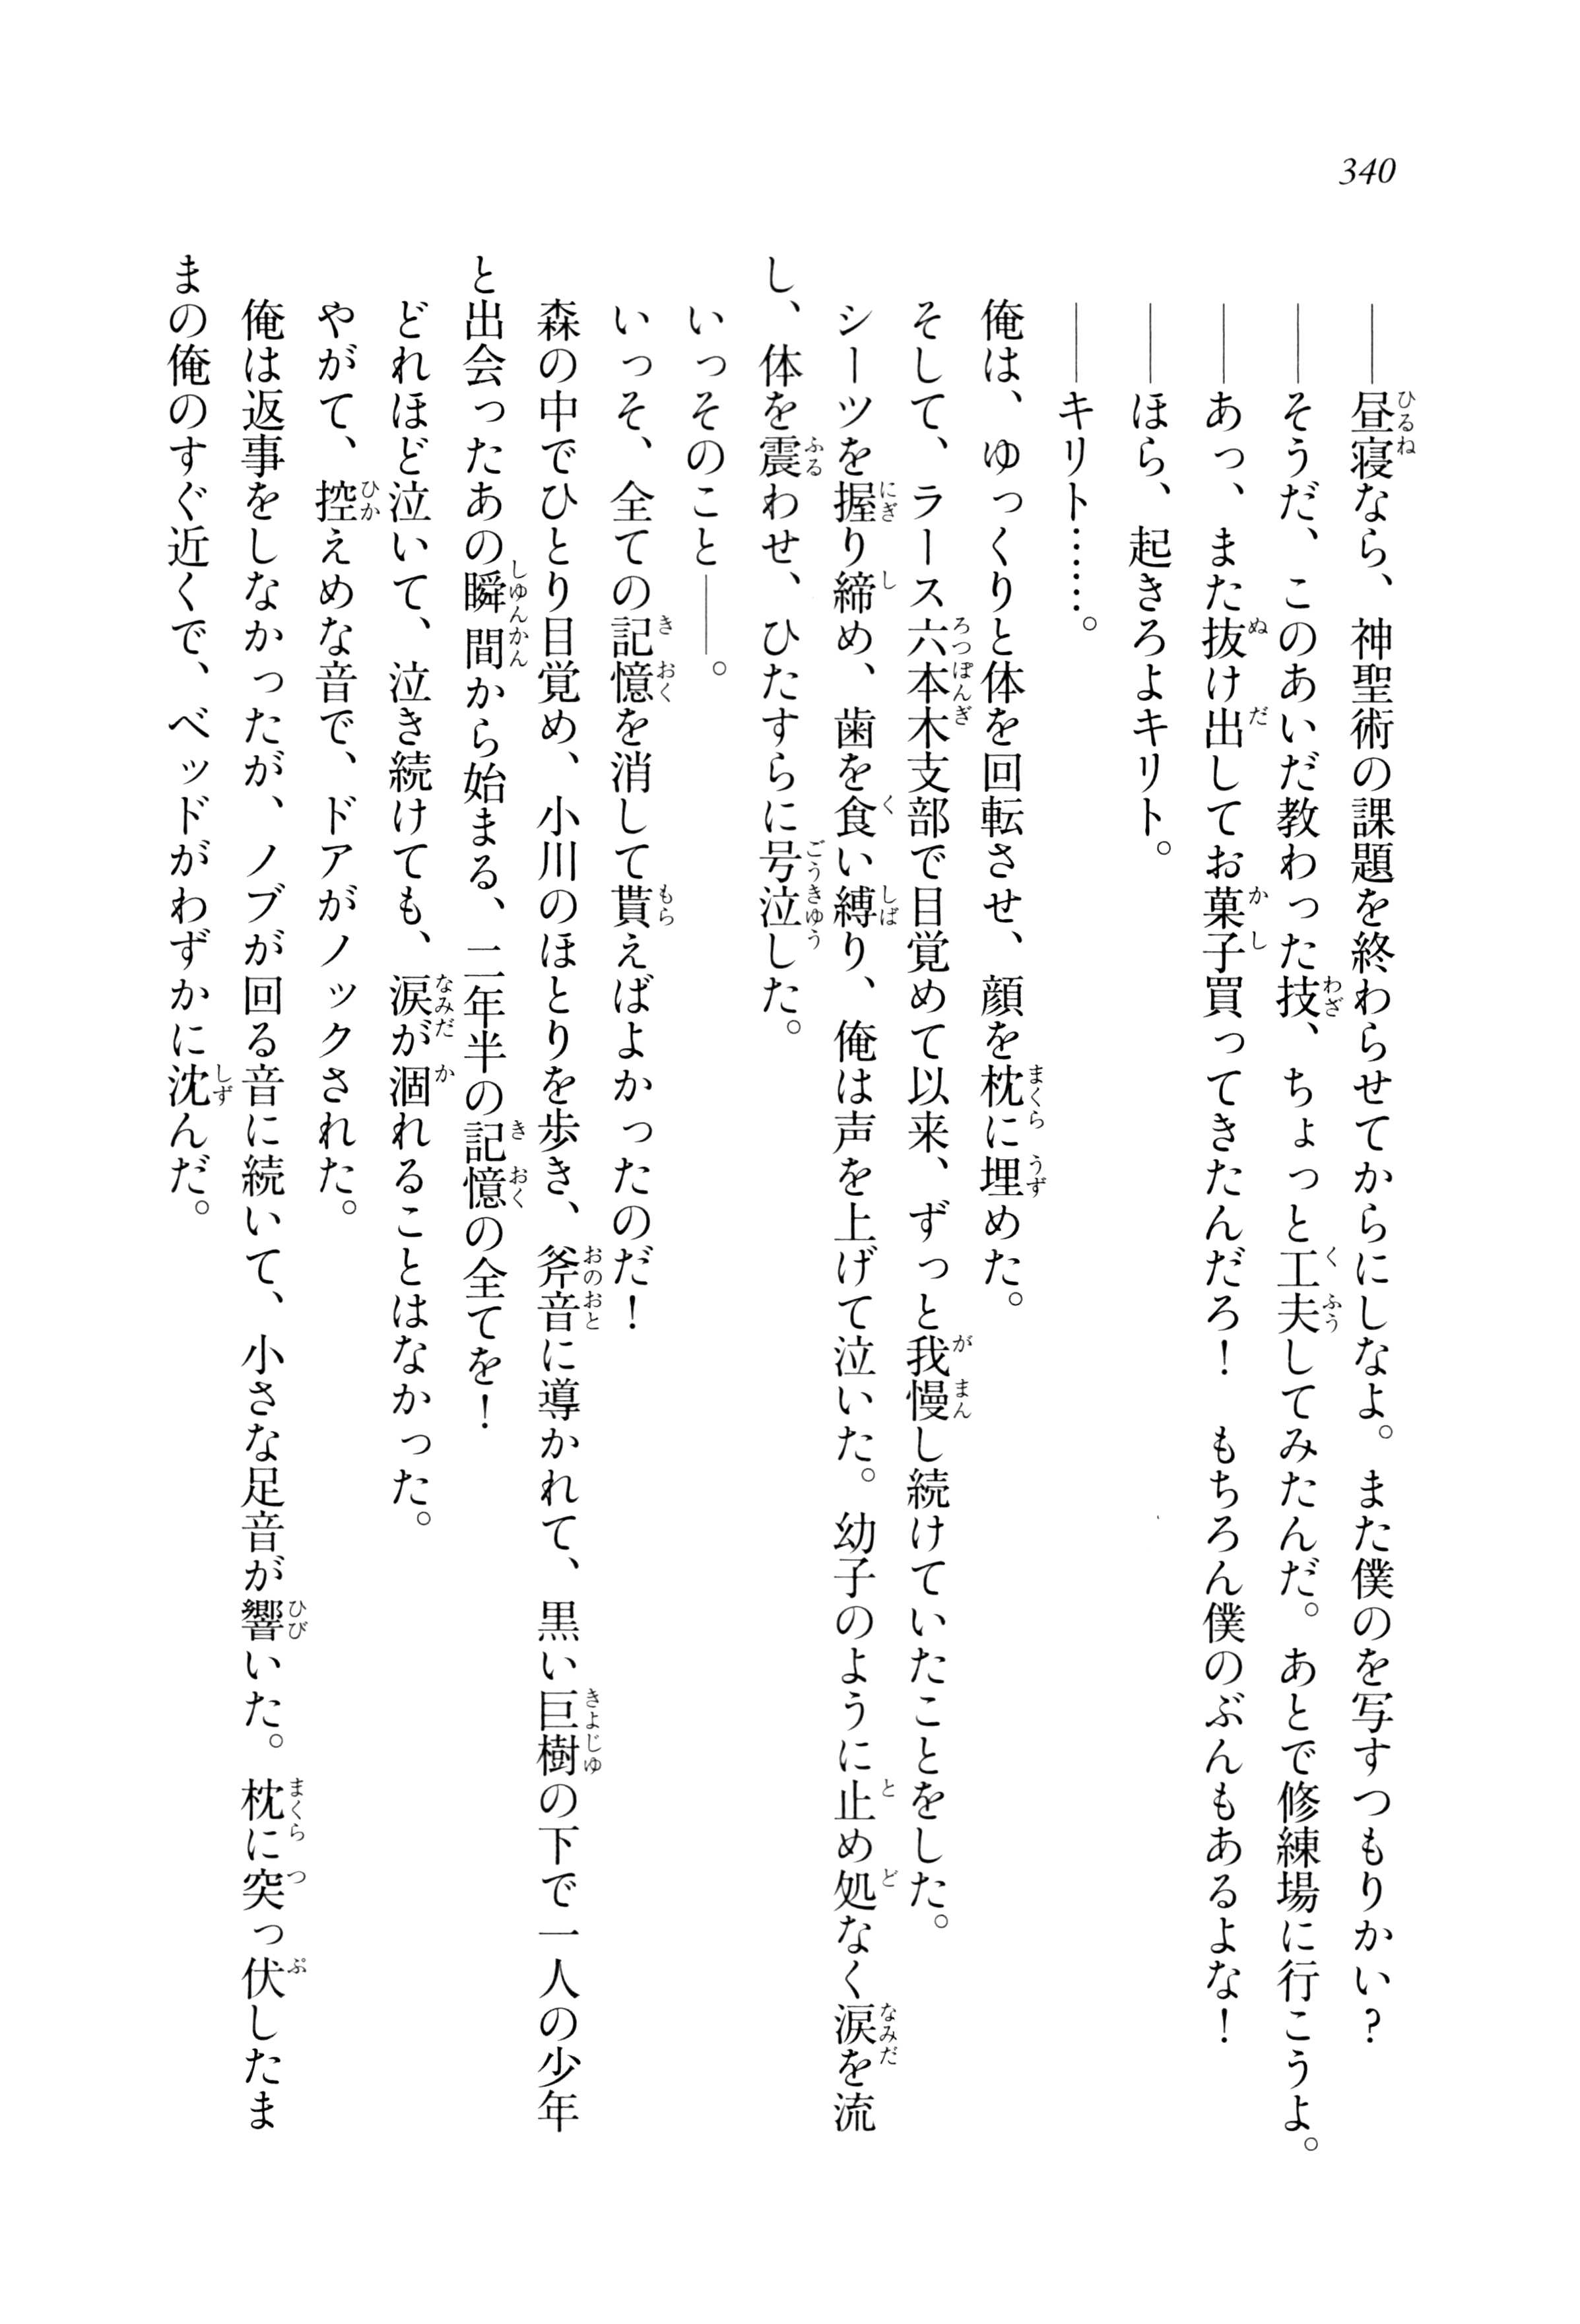 340
――昼寝なら、神聖術の課題を終わらせてからにしなよ。また僕のを写すつもりかい?
――そうだ、このあいだ教わった技、ちょっと工夫してみたんだ。あとで修練場に行こうよ。
――あっ、また抜け出してお菓子買ってきたんだろ! もちろん僕のぶんもあるよな!
――ほら、起きろよキリト。
――キリト……。
俺は、ゆっくりと体を回転させ、顔を枕に埋めた。
そして、ラース六本木支部で目覚めて以来、ずっと我慢し続けていたことをした。
シーツを握り締め、歯を食い縛り、俺は声を上げて泣いた。幼子のように止め処なく涙を流
し、体を震わせ、ひたすらに号泣した。
いっそのこと――。
いっそ、全ての記憶を消して貰えばよかったのだ!
森の中でひとり目覚め、小川のほとりを歩き、斧音に導かれて、黒い巨樹の下で一人の少年
と出会ったあの瞬間から始まる、二年半の記憶の全てを!
どれほど泣いて、泣き続けても、涙が涸れることはなかった。
やがて、控えめな音で、ドアがノックされた。
俺は返事をしなかったが、ノブが回る音に続いて、小さな足音が響いた。枕に突っ伏したま
まの俺のすぐ近くで、ベッドがわずかに沈んだ。